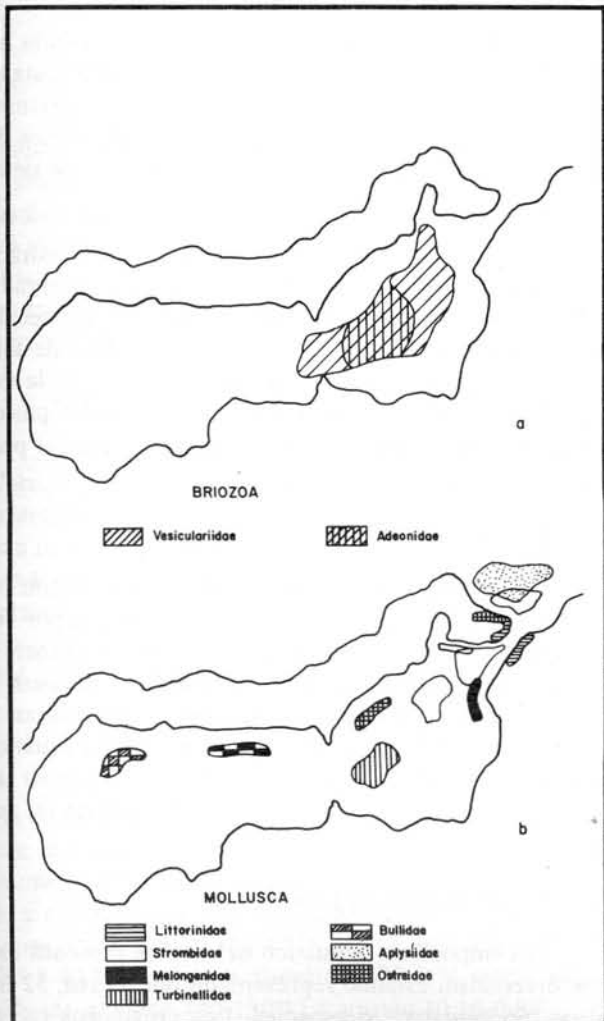 a
BRIOZOA
Vesiculariidae Adeonidae
b
MOLLUSCA
Littorinidae Bullidae
Strombidae Aplysiidae
Melongenidae Ostreidae
Turbinellidae